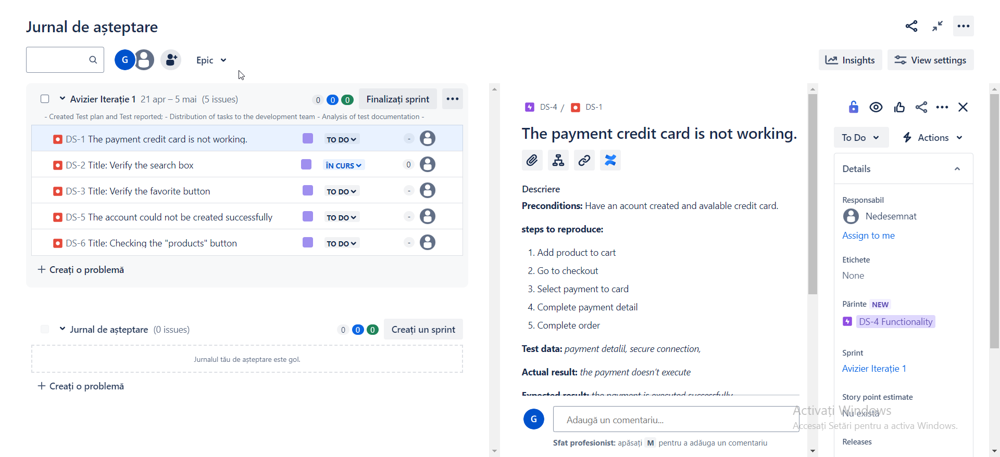 Jurnal de așteptare
G
Epic
Insights
View settings
Avizier Iterație 1 21 apr – 5 mai (5 issues)
0 0 0
Finalizați sprint
- Created Test plan and Test reported; - Distribution of tasks to the development team - Analysis of test documentation -
DS-1 The payment credit card is not working. TO DO -
DS-2 Title: Verify the search box ÎN CURS 0
DS-3 Title: Verify the favorite button TO DO -
DS-5 The account could not be created successfully TO DO -
DS-6 Title: Checking the "products" button TO DO -
+ Creați o problemă
Jurnal de așteptare (0 issues)
0 0 0
Creați un sprint
Jurnalul tău de așteptare este gol.
+ Creați o problemă
DS-4 / DS-1
The payment credit card is not working.
Descriere
Preconditions: Have an acount created and avalable credit card.
steps to reproduce:
1. Add product to cart
2. Go to checkout
3. Select payment to card
4. Complete payment detail
5. Complete order
Test data: payment detalil, secure connection,
Actual result: the payment doesn't execute
Expected result: the payment is executed successfully
G
Adaugă un comentariu...
Sfat profesionist: apăsați M pentru a adăuga un comentariu
To Do
Actions
Details
Responsabil
Nedesemnat
Assign to me
Etichete
None
Părinte NEW
DS-4 Functionality
Sprint
Avizier Iterație 1
Story point estimate
Nu există
Releases
Activați Windows
Accesați Setări pentru a activa Windows.